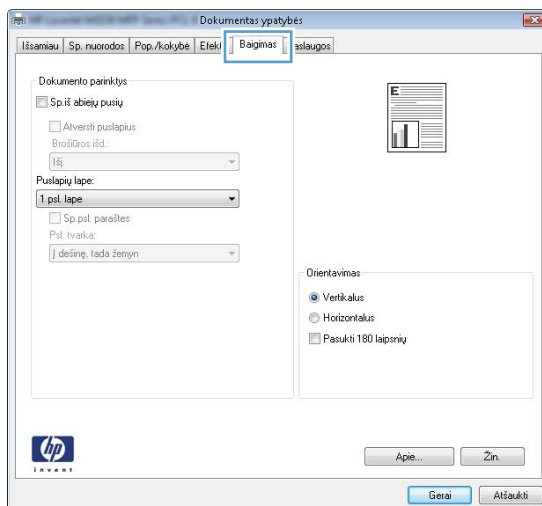 Dokumentas ypatybės
Išsamiau Sp. nuorodos Pop./kokybė Efekt Baigimas aslaugos
Dokumento parinktys
Sp.iš abiejų pusių
Atversti puslapius
Brošiūros išd.:
Išj.
Puslapių lape:
1 psl. lape
Sp.psl. paraštes
Psl. tvarka:
Į dešinę, tada žemyn
E
Orientavimas
Vertikalus
Horizontalus
Pasukti 180 laipsnių
hp
invent
Apie... Žin.
Gerai Atšaukti